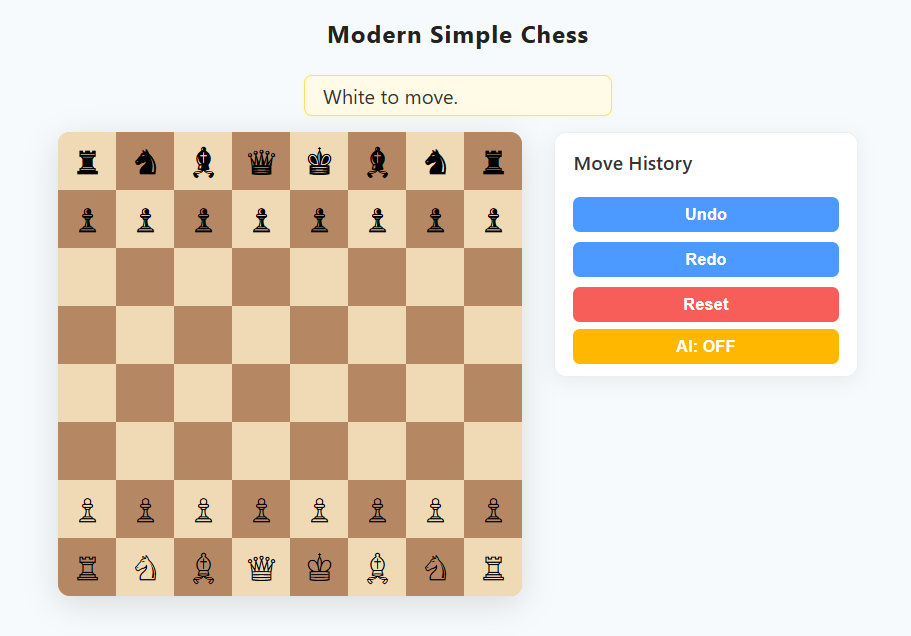 Modern Simple Chess
White to move.
Move History
Undo
Redo
Reset
AI: OFF